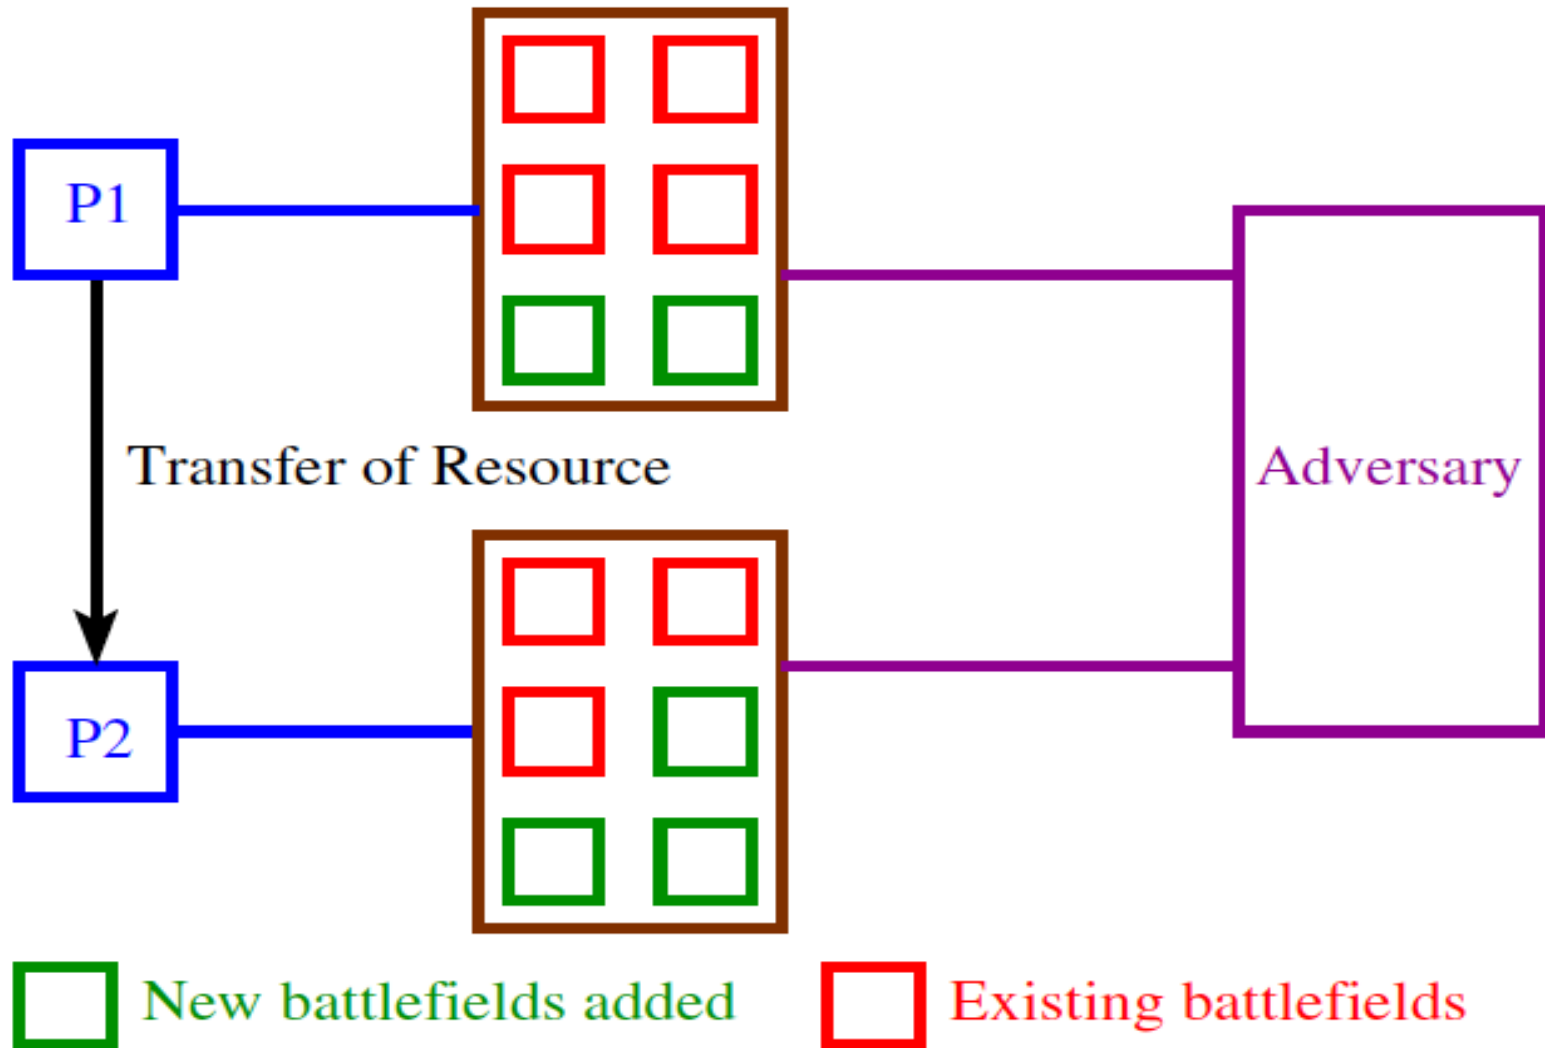 P1
Transfer of Resource
Adversary
P2
New battlefields added
Existing battlefields